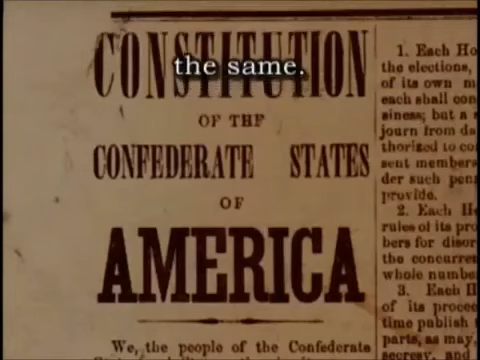 CONSTITUTION
the same.
OF THE
CONFEDERATE STATES
OF
AMERICA
We, the people of the Confederate
1. Each Ho
the elections,
of its own m
each shall con
siness; but a s
journ from da
thorized to co
sent members
der such pen
provide.
2. Each H
rules of its pro
bers for disor
the concurre
whole numbe
3. Each H
of its procee
time publish
parts, as may
secresy, and